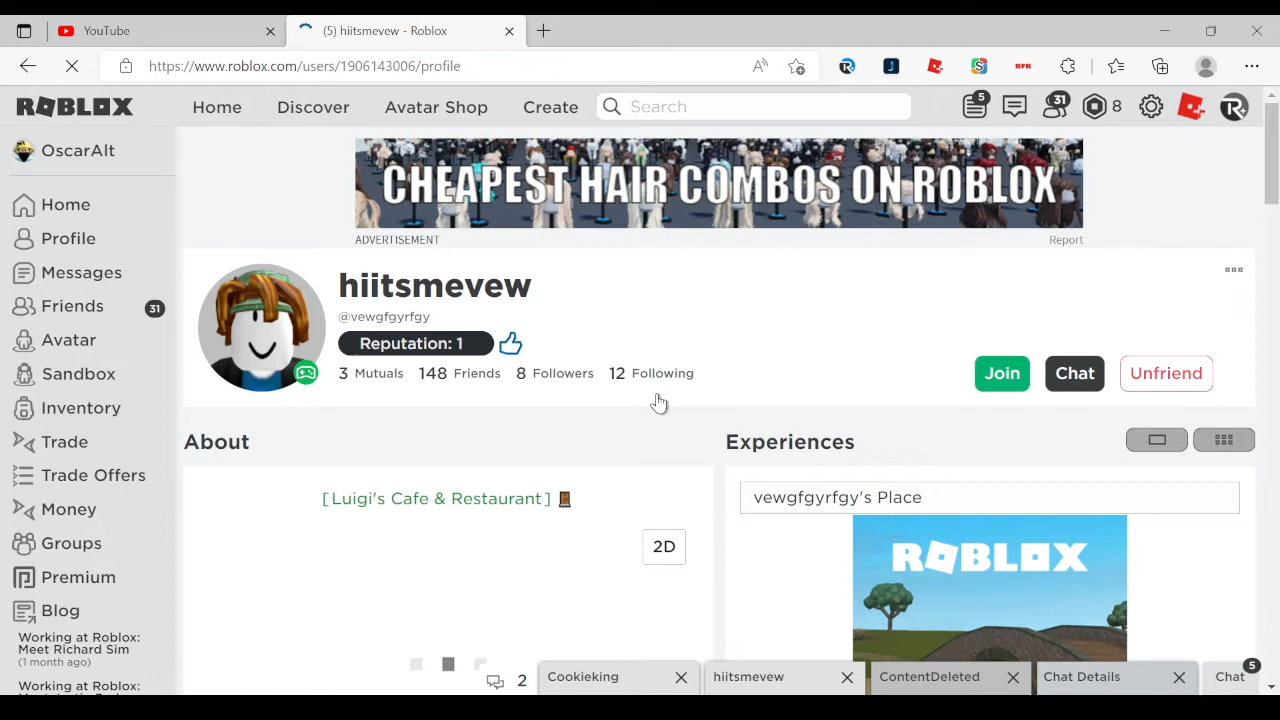 YouTube
(5) hiitsmevew - Roblox
https://www.roblox.com/users/1906143006/profile
ROBLOX
Home
Discover
Avatar Shop
Create
Search
5
31
8
OscarAlt
Home
Profile
Messages
Friends
31
Avatar
Sandbox
Inventory
Trade
Trade Offers
Money
Groups
Premium
Blog
Working at Roblox:
Meet Richard Sim
(1 month ago)
Working at Roblox:
CHEAPEST HAIR COMBOS ON ROBLOX
ADVERTISEMENT
Report
hiitsmevew
@vewgfgyrfgy
Reputation: 1
3 Mutuals 148 Friends 8 Followers 12 Following
Join
Chat
Unfriend
About
[Luigi's Cafe & Restaurant]
2D
Experiences
vewgfgyrfgy's Place
ROBLOX
2
Cookieking
hiitsmevew
ContentDeleted
Chat Details
Chat
5